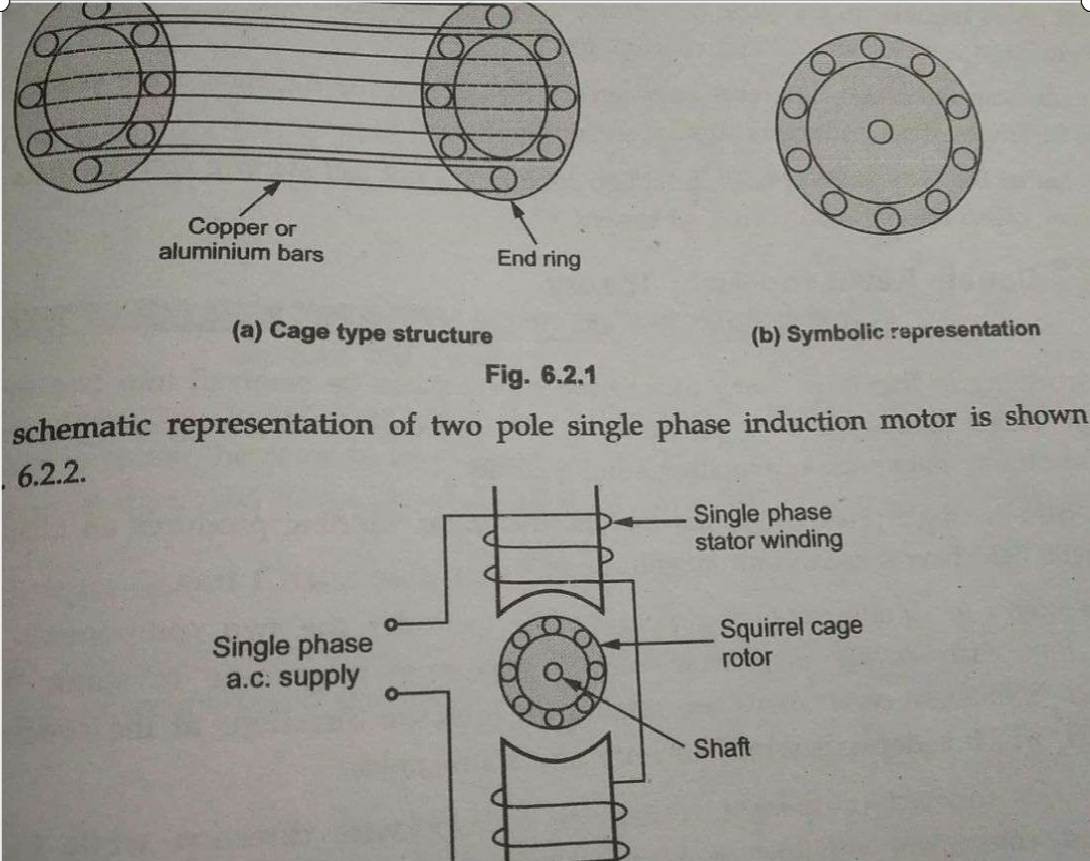 Copper or
aluminium bars
End ring
(a) Cage type structure
(b) Symbolic representation
Fig. 6.2.1
schematic representation of two pole single phase induction motor is shown
. 6.2.2.
Single phase
stator winding
Single phase
a.c. supply
Squirrel cage
rotor
Shaft